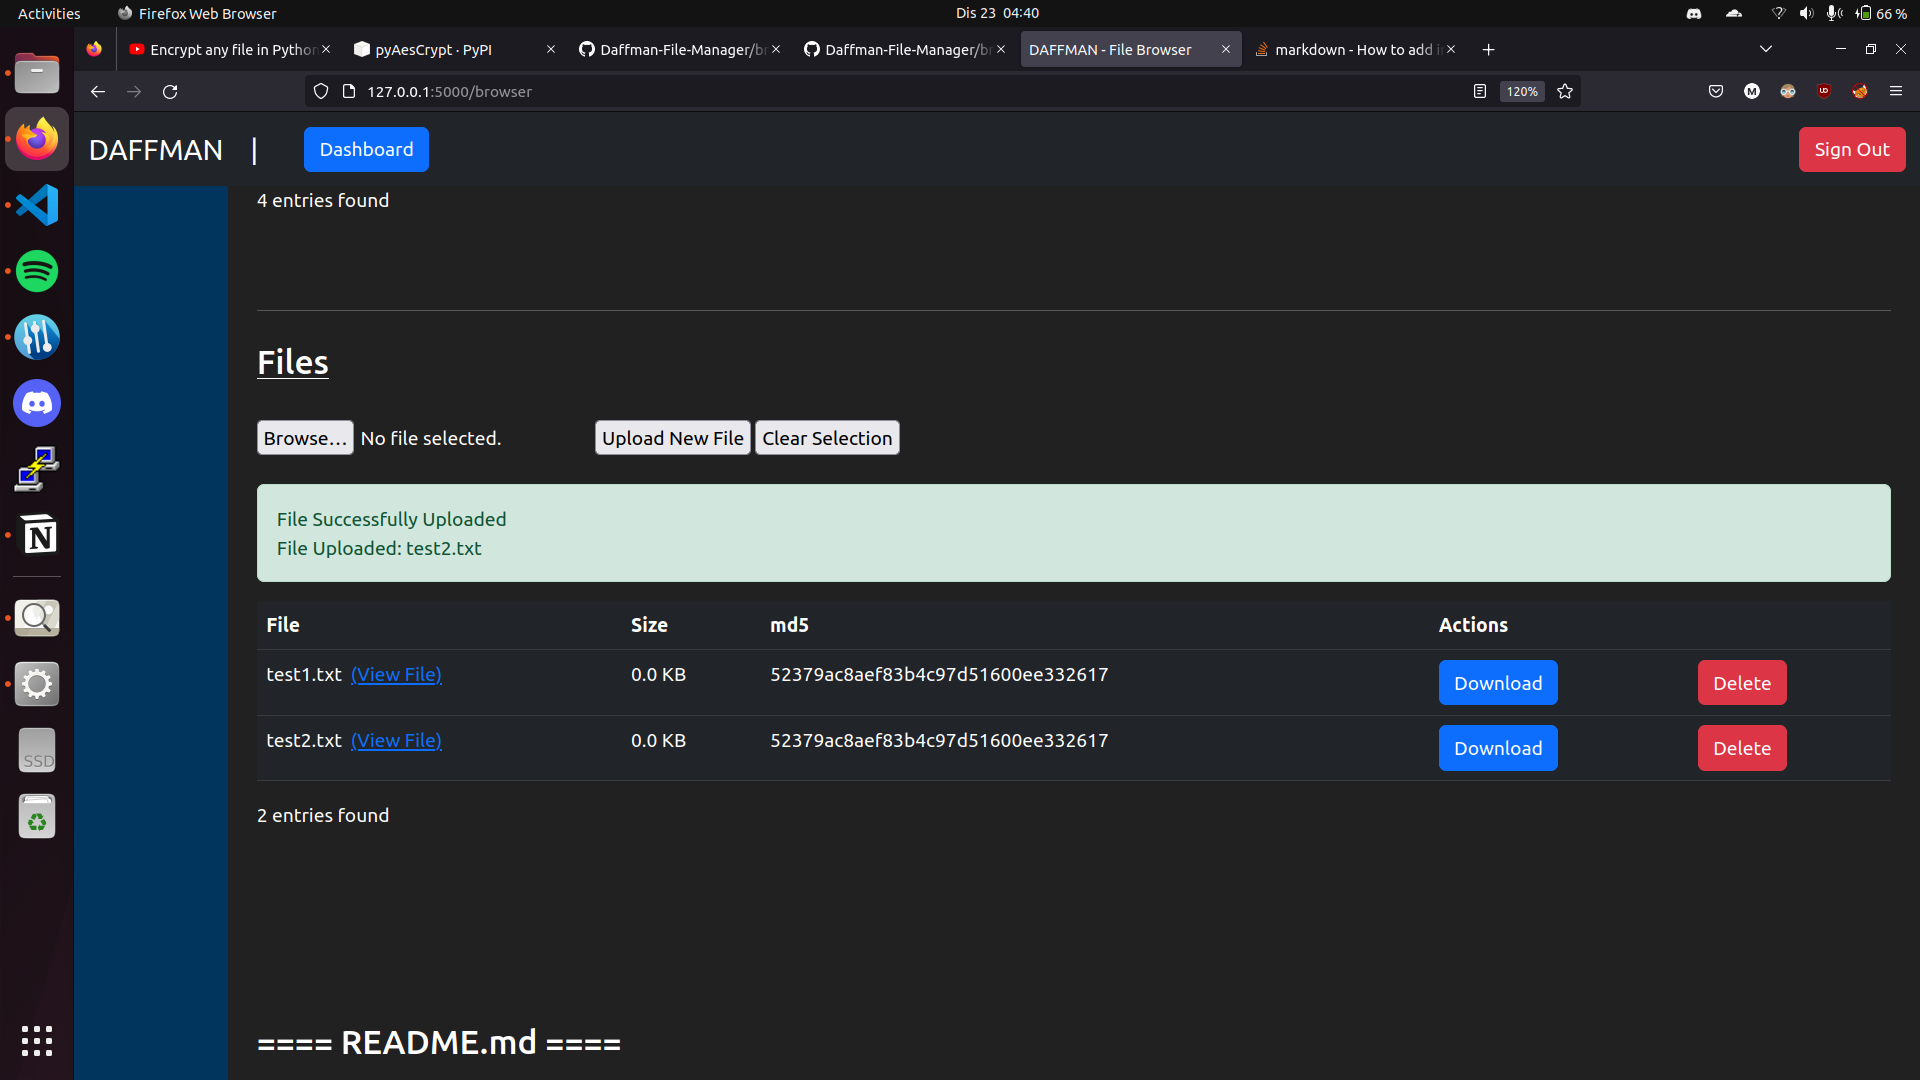 Activities Firefox Web Browser Dis 23 04:40 66 %
Encrypt any file in Python
pyAesCrypt · PyPI
Daffman-File-Manager/br
Daffman-File-Manager/br
DAFFMAN - File Browser
markdown - How to add i
127.0.0.1:5000/browser 120%
DAFFMAN | Dashboard Sign Out
4 entries found
Files
Browse... No file selected. Upload New File Clear Selection
File Successfully Uploaded
File Uploaded: test2.txt
File Size md5 Actions
test1.txt (View File) 0.0 KB 52379ac8aef83b4c97d51600ee332617 Download Delete
test2.txt (View File) 0.0 KB 52379ac8aef83b4c97d51600ee332617 Download Delete
2 entries found
SSD
==== README.md ====